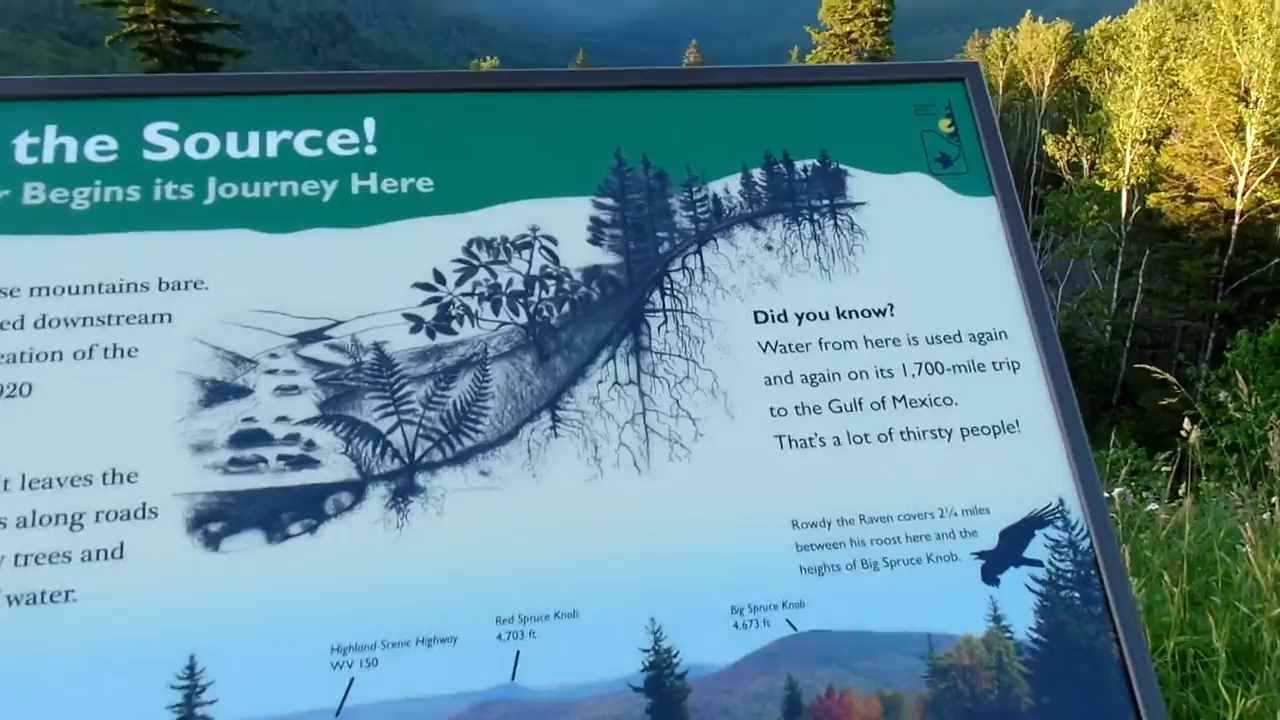 the Source!
r Begins its Journey Here
se mountains bare.
ed downstream
eation of the
920
t leaves the
s along roads
y trees and
water.
Did you know?
Water from here is used again
and again on its 1,700-mile trip
to the Gulf of Mexico.
That's a lot of thirsty people!
Rowdy the Raven covers 2¼ miles
between his roost here and the
heights of Big Spruce Knob.
Highland Scenic Highway
WV 150
Red Spruce Knob
4,703 ft
Big Spruce Knob
4,673 ft